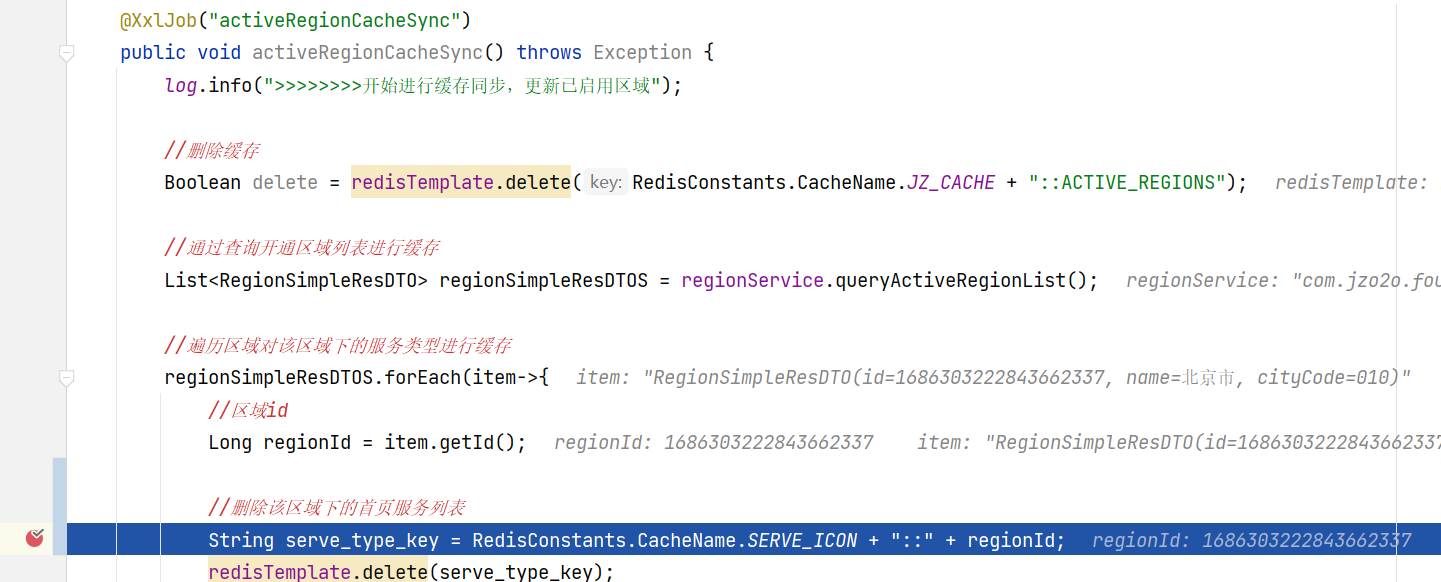 @XxlJob("activeRegionCacheSync")
public void activeRegionCacheSync() throws Exception {
log.info(">>>>>>>>开始进行缓存同步，更新已启用区域");
//删除缓存
Boolean delete = redisTemplate.delete( key: RedisConstants.CacheName.JZ_CACHE + "::ACTIVE_REGIONS"); redisTemplate:
//通过查询开通区域列表进行缓存
List<RegionSimpleResDTO> regionSimpleResDTOS = regionService.queryActiveRegionList(); regionService: "com.jzo2o.fou
//遍历区域对该区域下的服务类型进行缓存
regionSimpleResDTOS.forEach(item->{ item: "RegionSimpleResDTO(id=1686303222843662337, name=北京市, cityCode=010)"
//区域id
Long regionId = item.getId(); regionId: 1686303222843662337 item: "RegionSimpleResDTO(id=1686303222843662337
//删除该区域下的首页服务列表
String serve_type_key = RedisConstants.CacheName.SERVE_ICON + "::" + regionId; regionId: 1686303222843662337
redisTemplate.delete(serve_type_key);